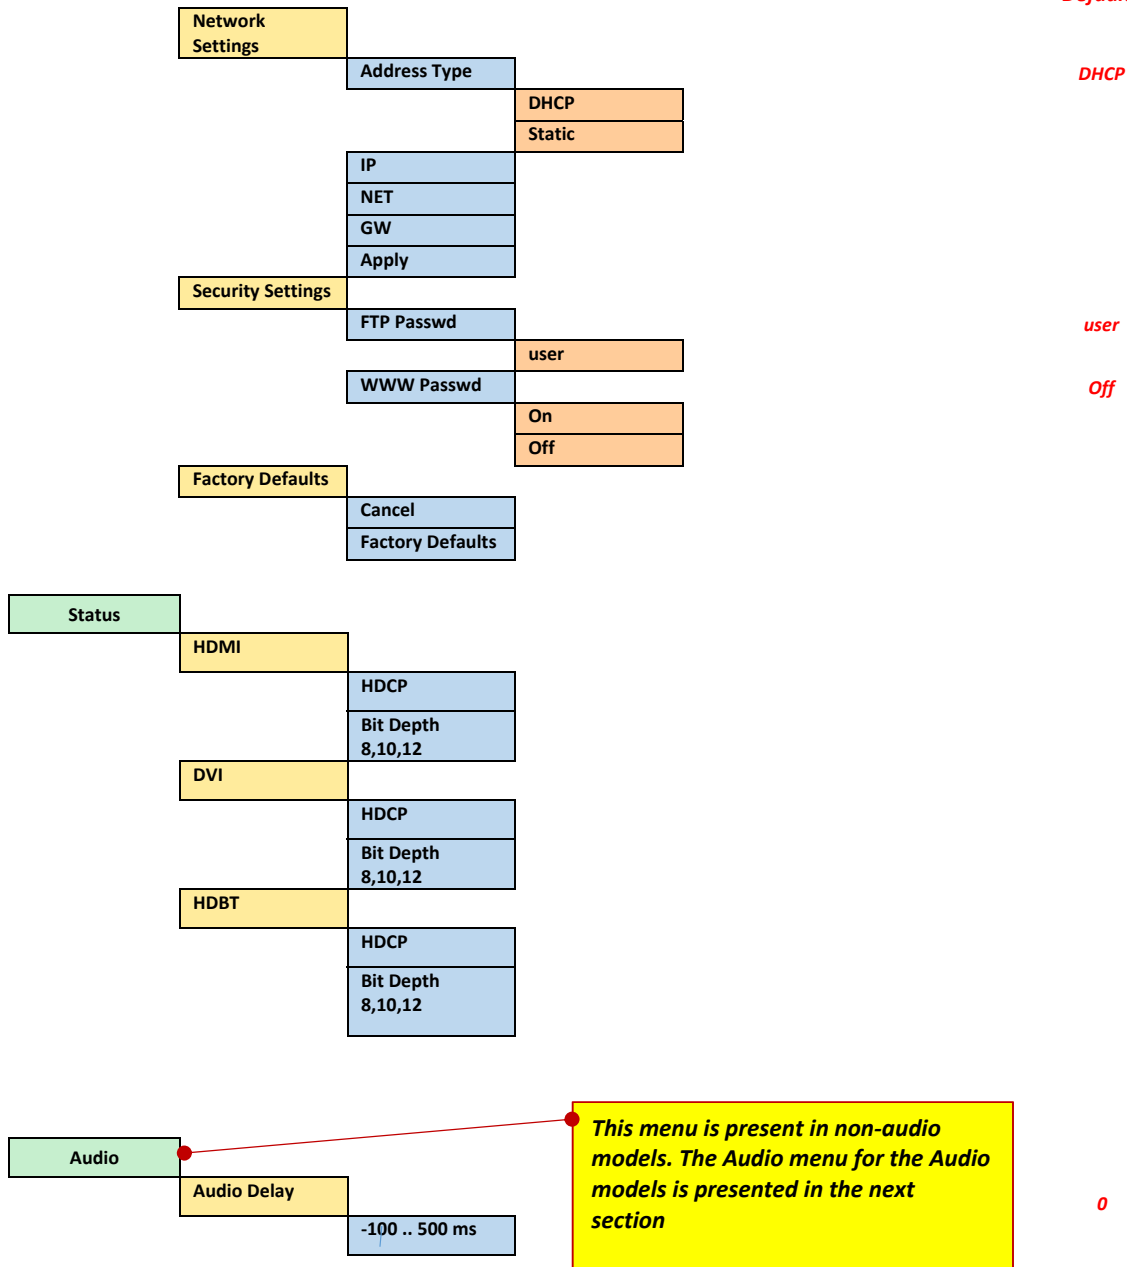 Network
Settings
Address Type
DHCP
DHCP
Static
IP
NET
GW
Apply
Security Settings
FTP Passwd
user
user
WWW Passwd
Off
On
Off
Factory Defaults
Cancel
Factory Defaults
Status
HDMI
HDCP
Bit Depth
8,10,12
DVI
HDCP
Bit Depth
8,10,12
HDBT
HDCP
Bit Depth
8,10,12
Audio
This menu is present in non-audio
models. The Audio menu for the Audio
models is presented in the next
section
Audio Delay
0
-100 .. 500 ms